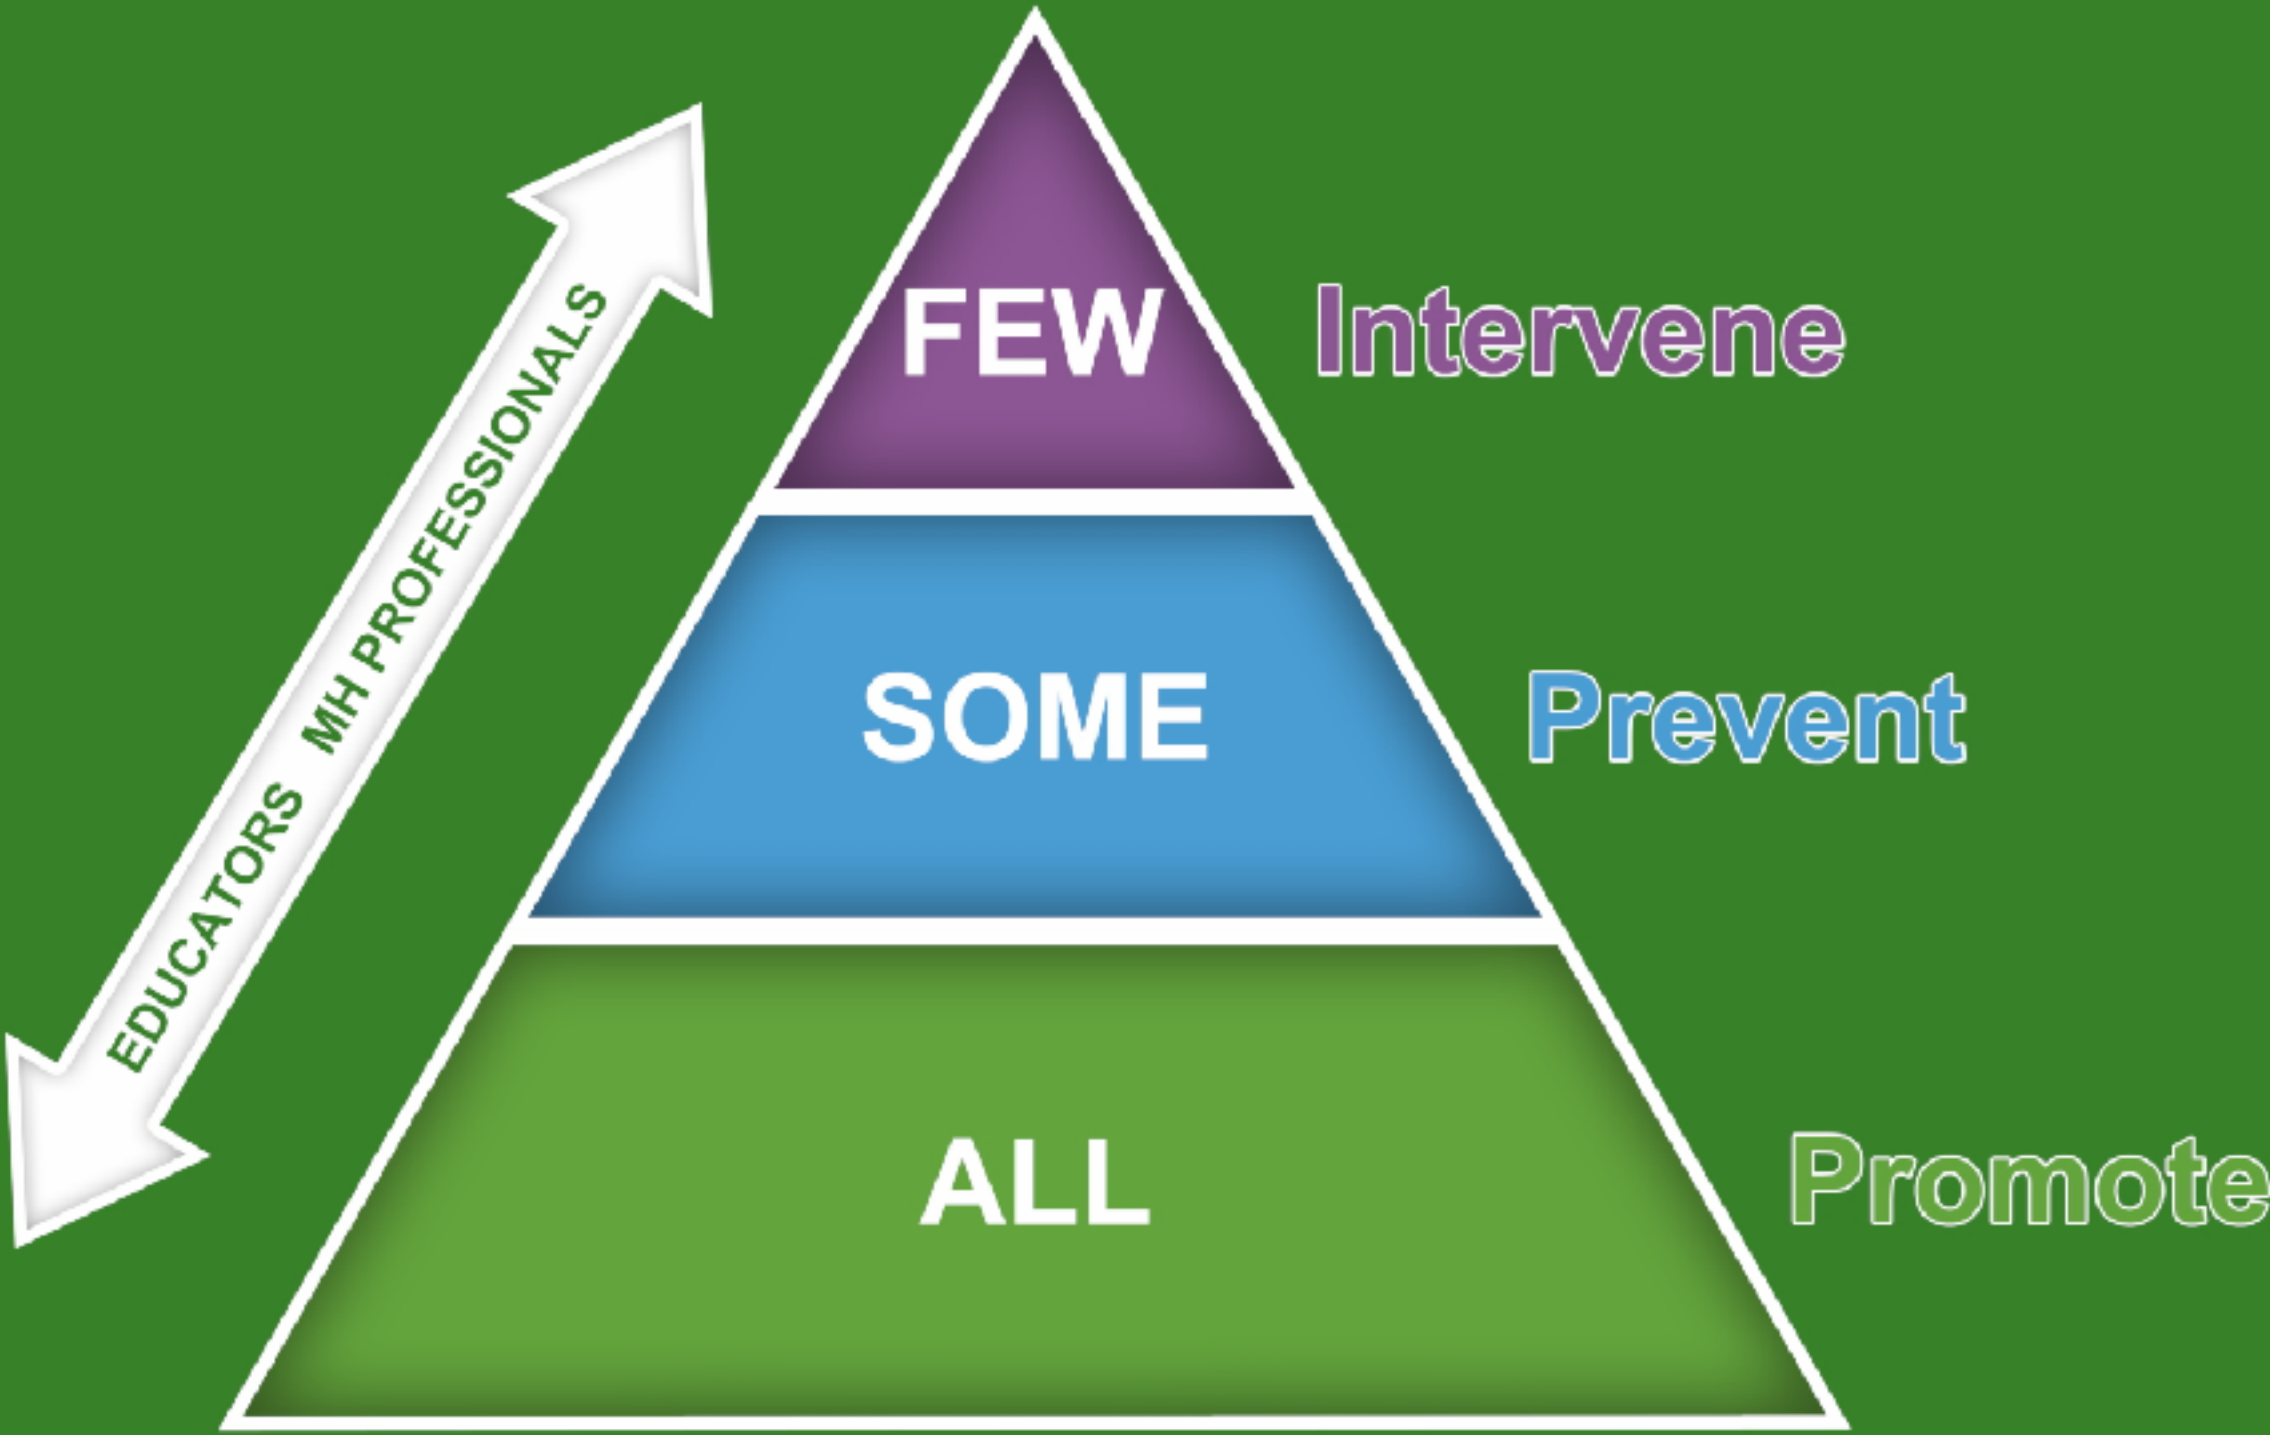 FEW
Intervene
MH PROFESSIONALS
SOME
Prevent
EDUCATORS
ALL
Promote